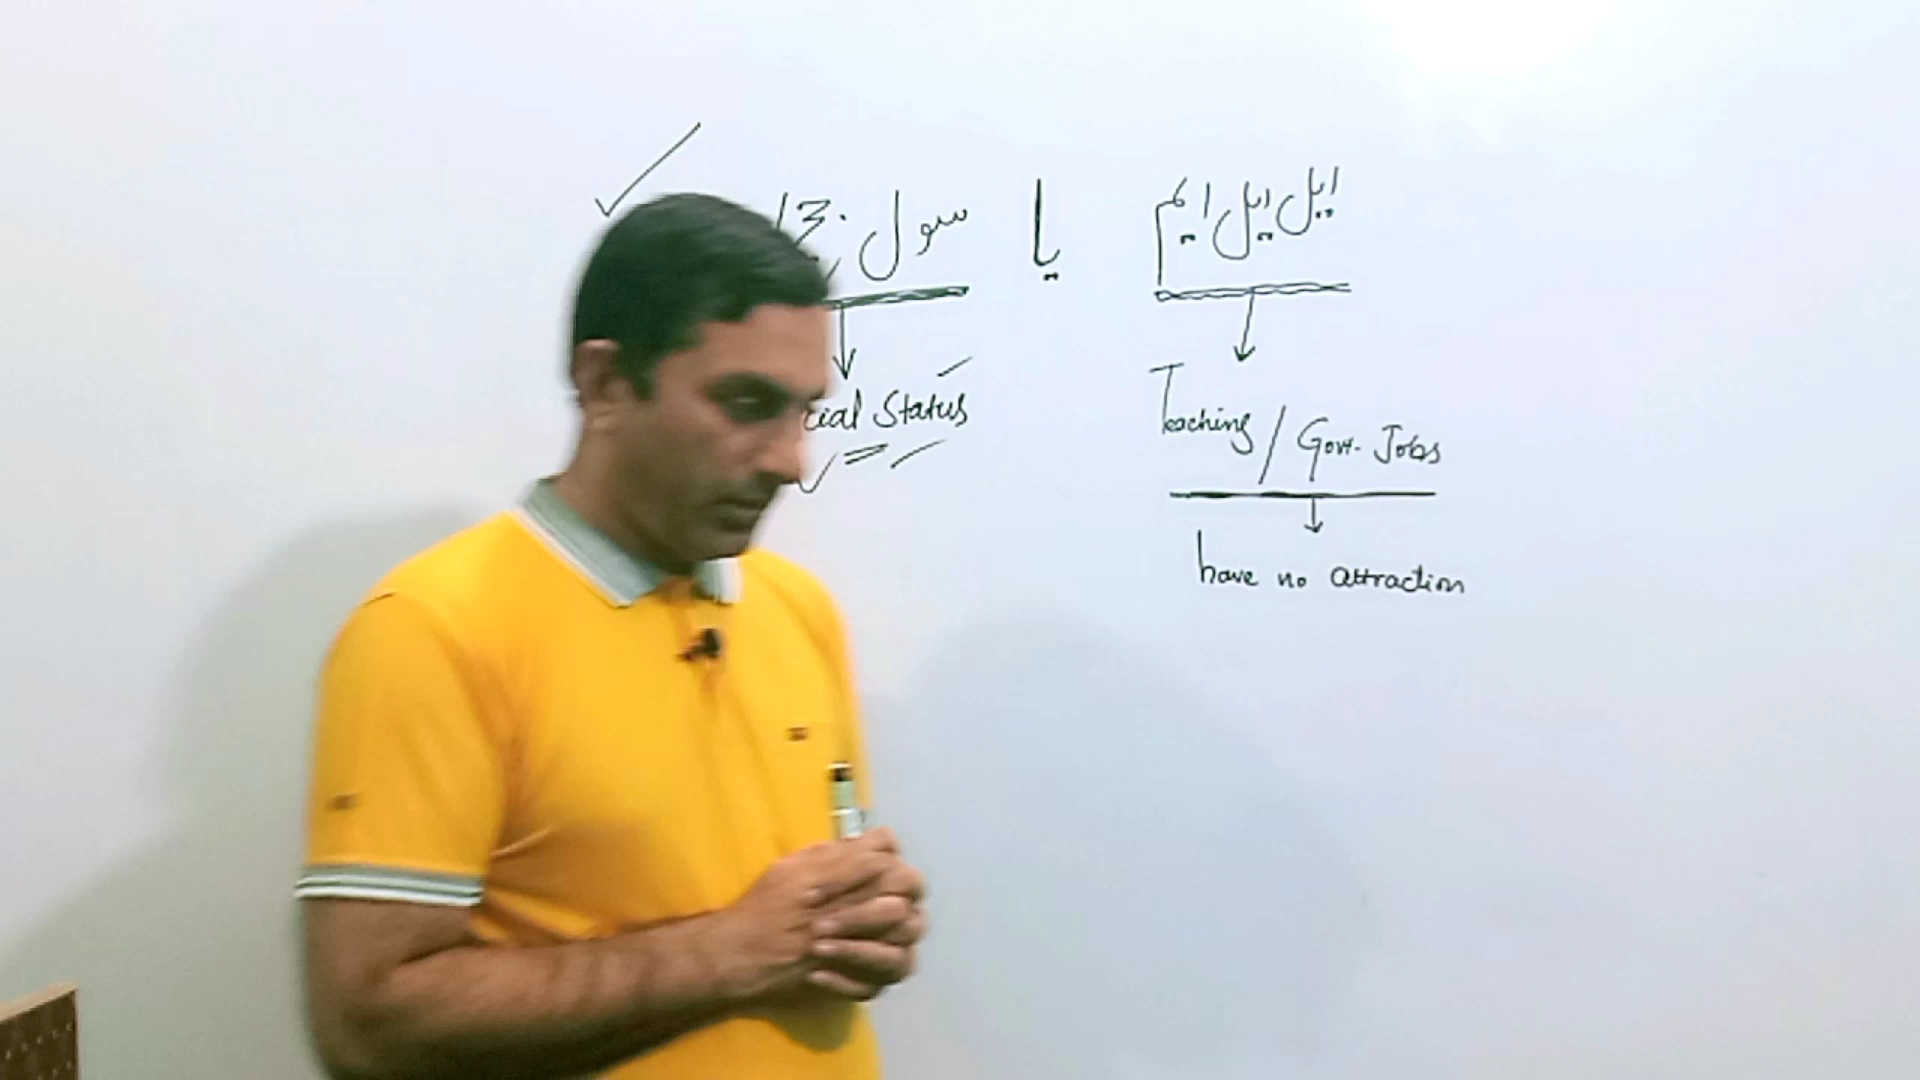 ایل ایل ایم یا سول
cial Status
Teaching / Govt. Jobs
have no attraction